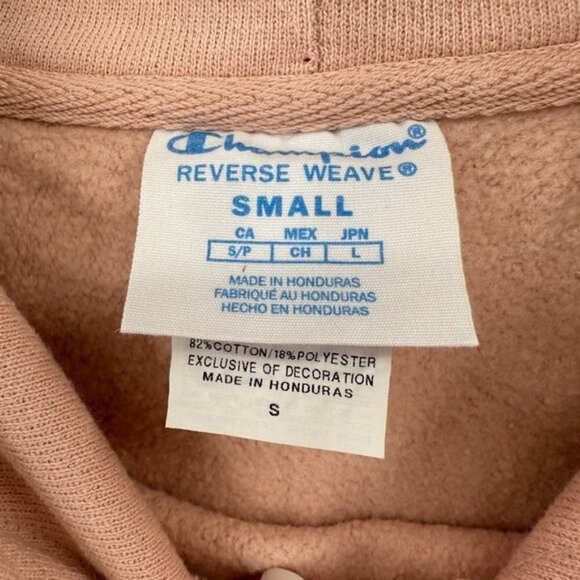 Champion®
REVERSE WEAVE®
SMALL
CA MEX JPN
S/P CH L
MADE IN HONDURAS
FABRIQUÉ AU HONDURAS
HECHO EN HONDURAS
82%COTTON/18%POLYESTER
EXCLUSIVE OF DECORATION
MADE IN HONDURAS
S